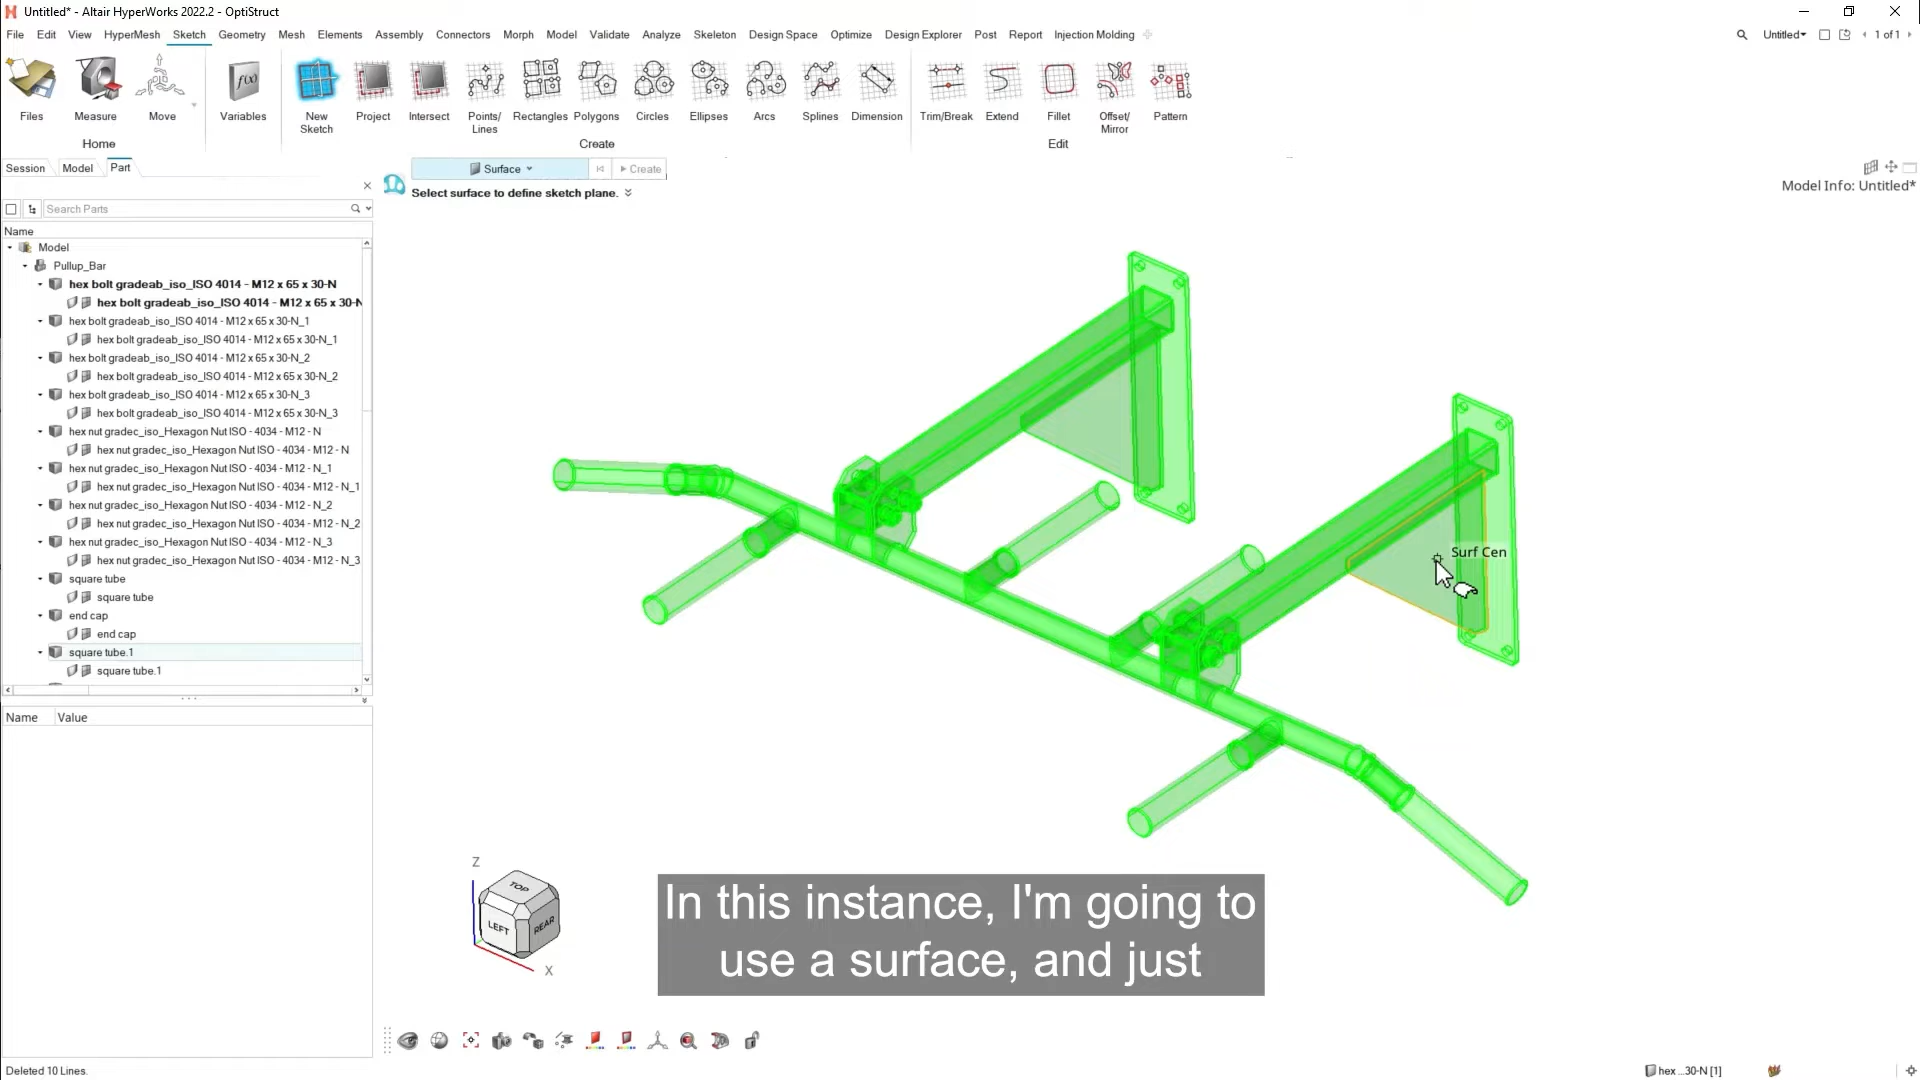 Untitled* - Altair HyperWorks 2022.2 - OptiStruct
File Edit View HyperMesh Sketch Geometry Mesh Elements Assembly Connectors Morph Model Validate Analyze Skeleton Design Space Optimize Design Explorer Post Report Injection Molding
Untitled 1 of 1
Files Measure Move Variables New Sketch Project Intersect Points/Lines Rectangles Polygons Circles Ellipses Arcs Splines Dimension Trim/Break Extend Fillet Offset/Mirror Pattern
Home Create Edit
Session Model Part
Surface Create
Select surface to define sketch plane.
Model Info: Untitled*
Search Parts
Name
Model
Pullup_Bar
hex bolt gradeab_iso_ISO 4014 - M12 x 65 x 30-N
hex bolt gradeab_iso_ISO 4014 - M12 x 65 x 30-N
hex bolt gradeab_iso_ISO 4014 - M12 x 65 x 30-N_1
hex bolt gradeab_iso_ISO 4014 - M12 x 65 x 30-N_1
hex bolt gradeab_iso_ISO 4014 - M12 x 65 x 30-N_2
hex bolt gradeab_iso_ISO 4014 - M12 x 65 x 30-N_2
hex bolt gradeab_iso_ISO 4014 - M12 x 65 x 30-N_3
hex bolt gradeab_iso_ISO 4014 - M12 x 65 x 30-N_3
hex nut gradec_iso_Hexagon Nut ISO - 4034 - M12 - N
hex nut gradec_iso_Hexagon Nut ISO - 4034 - M12 - N
hex nut gradec_iso_Hexagon Nut ISO - 4034 - M12 - N_1
hex nut gradec_iso_Hexagon Nut ISO - 4034 - M12 - N_1
hex nut gradec_iso_Hexagon Nut ISO - 4034 - M12 - N_2
hex nut gradec_iso_Hexagon Nut ISO - 4034 - M12 - N_2
hex nut gradec_iso_Hexagon Nut ISO - 4034 - M12 - N_3
hex nut gradec_iso_Hexagon Nut ISO - 4034 - M12 - N_3
square tube
square tube
end cap
end cap
square tube.1
square tube.1
Name Value
Surf Cen
Z
TOP
LEFT REAR
X
In this instance, I'm going to
use a surface, and just
Deleted 10 Lines.
hex ...30-N [1]